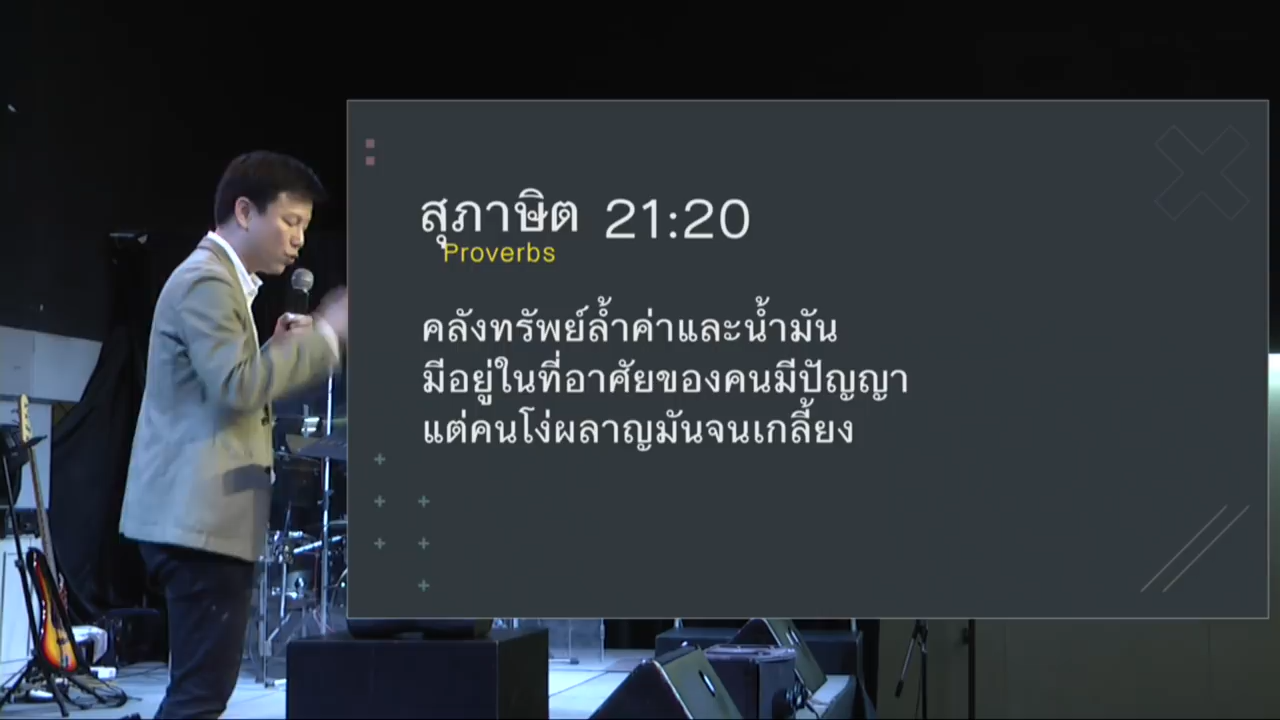 สุภาษิต 21:20
Proverbs
คลังทรัพย์ล้ำค่าและน้ำมัน
มีอยู่ในที่อาศัยของคนมีปัญญา
แต่คนโง่ผลาญมันจนเกลี้ยง